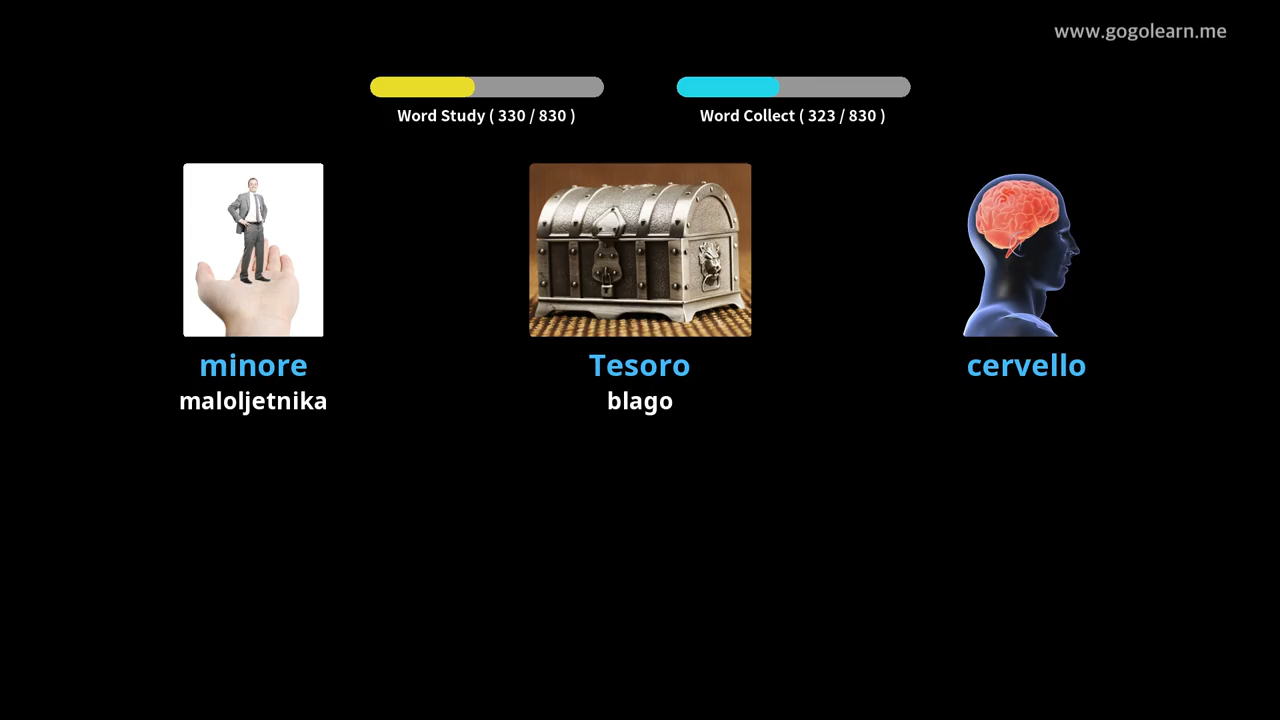 www.gogolearn.me
Word Study ( 330 / 830 )
Word Collect ( 323 / 830 )
minore
Tesoro
cervello
maloljetnika
blago